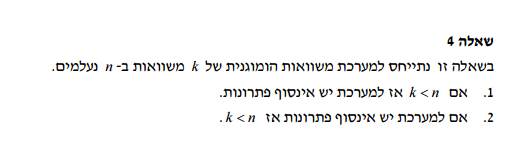 שאלה 4
בשאלה זו נתייחס למערכת משוואות הומוגנית של k משוואות ב- n נעלמים.
1. אם k < n אז למערכת יש אינסוף פתרונות.
2. אם למערכת יש אינסוף פתרונות אז k < n.